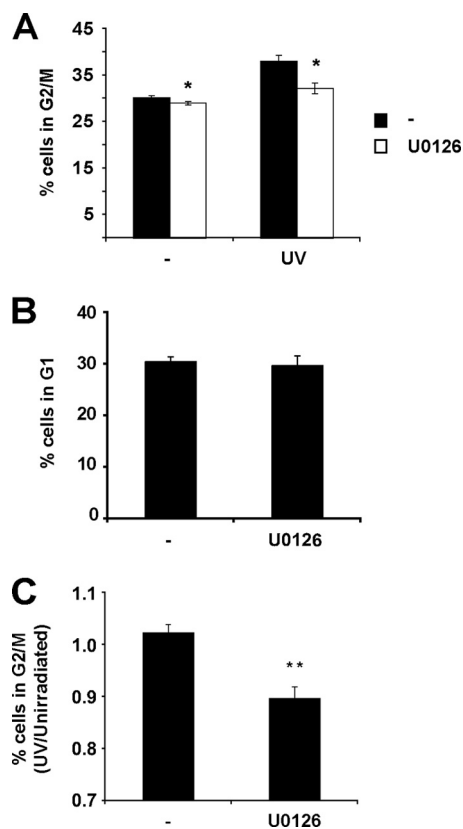 A
% cells in G2/M
45
35
25
15
5
*
*
-
UV
-
U0126
B
% cells in G1
40
30
20
10
0
-
U0126
C
% cells in G2/M
(UV/Unirradiated)
1.1
1.0
0.9
0.8
0.7
**
-
U0126